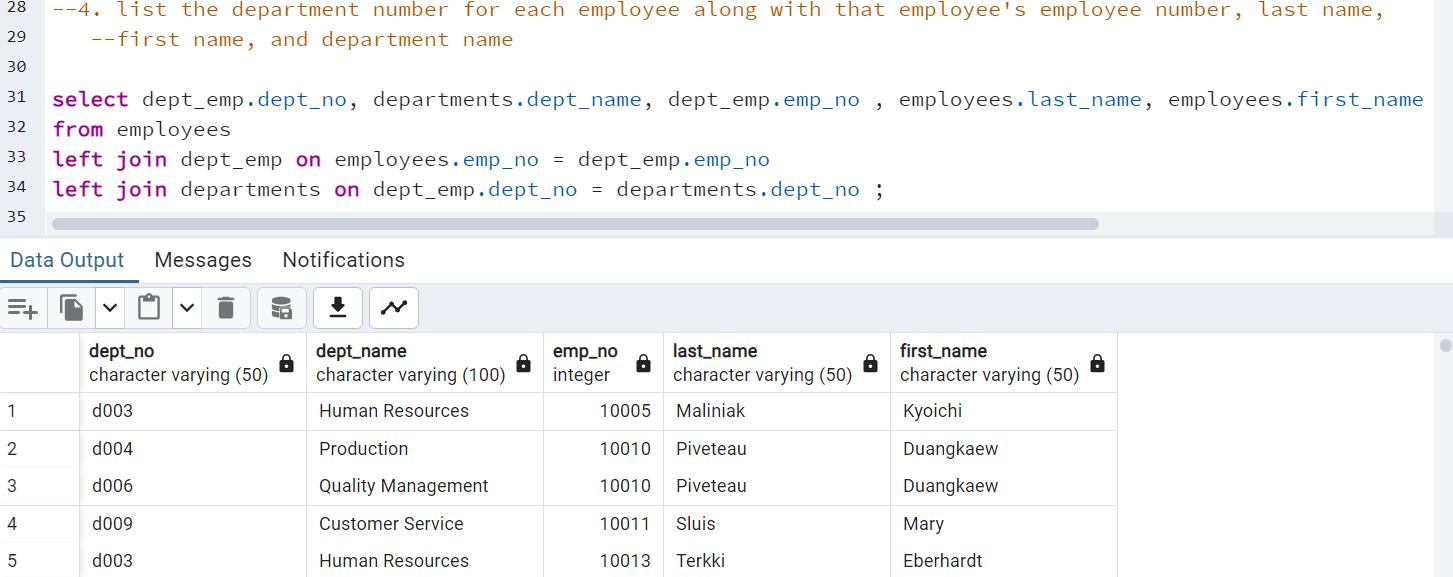 28 --4. list the department number for each employee along with that employee's employee number, last name,
29 --first name, and department name
30
31 select dept_emp.dept_no, departments.dept_name, dept_emp.emp_no , employees.last_name, employees.first_name
32 from employees
33 left join dept_emp on employees.emp_no = dept_emp.emp_no
34 left join departments on dept_emp.dept_no = departments.dept_no ;
35
Data Output Messages Notifications
dept_no dept_name emp_no last_name first_name
character varying (50) character varying (100) integer character varying (50) character varying (50)
1 d003 Human Resources 10005 Maliniak Kyoichi
2 d004 Production 10010 Piveteau Duangkaew
3 d006 Quality Management 10010 Piveteau Duangkaew
4 d009 Customer Service 10011 Sluis Mary
5 d003 Human Resources 10013 Terkki Eberhardt